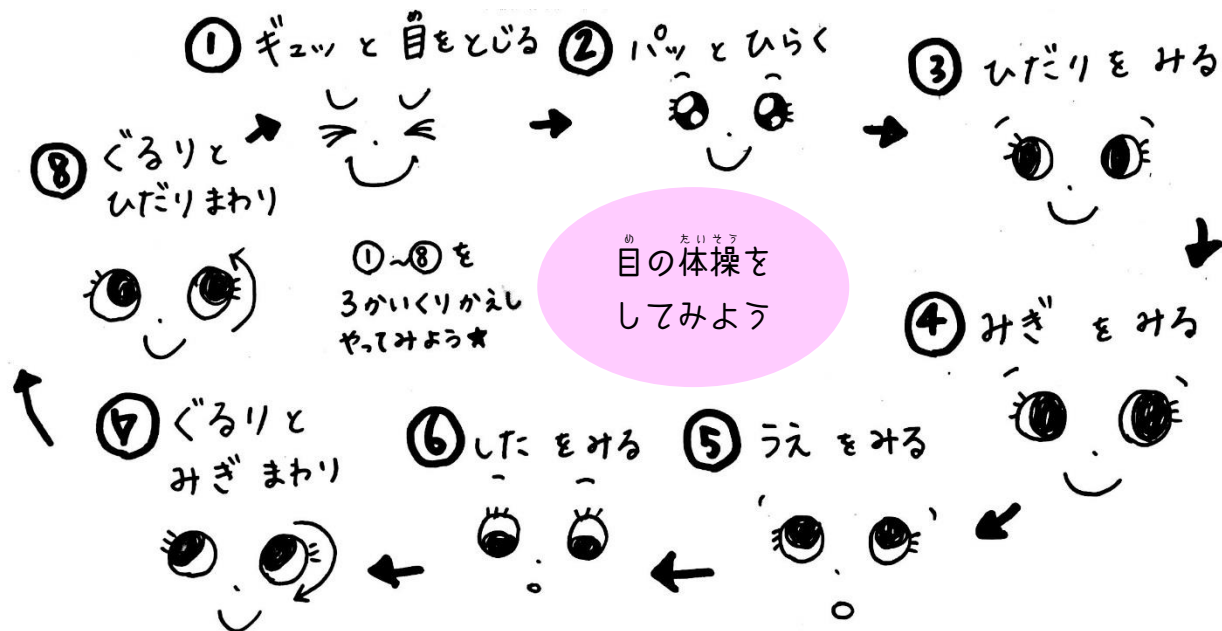 ① ギュッと目をとじる
め
② パッとひらく
③ ひだりをみる
④ みぎをみる
⑤ うえをみる
⑥ したをみる
⑦ ぐるりと
みぎまわり
⑧ ぐるりと
ひだりまわり
①~⑧を
3かいくりかえし
やってみよう★
め たいそう
目の体操を
してみよう